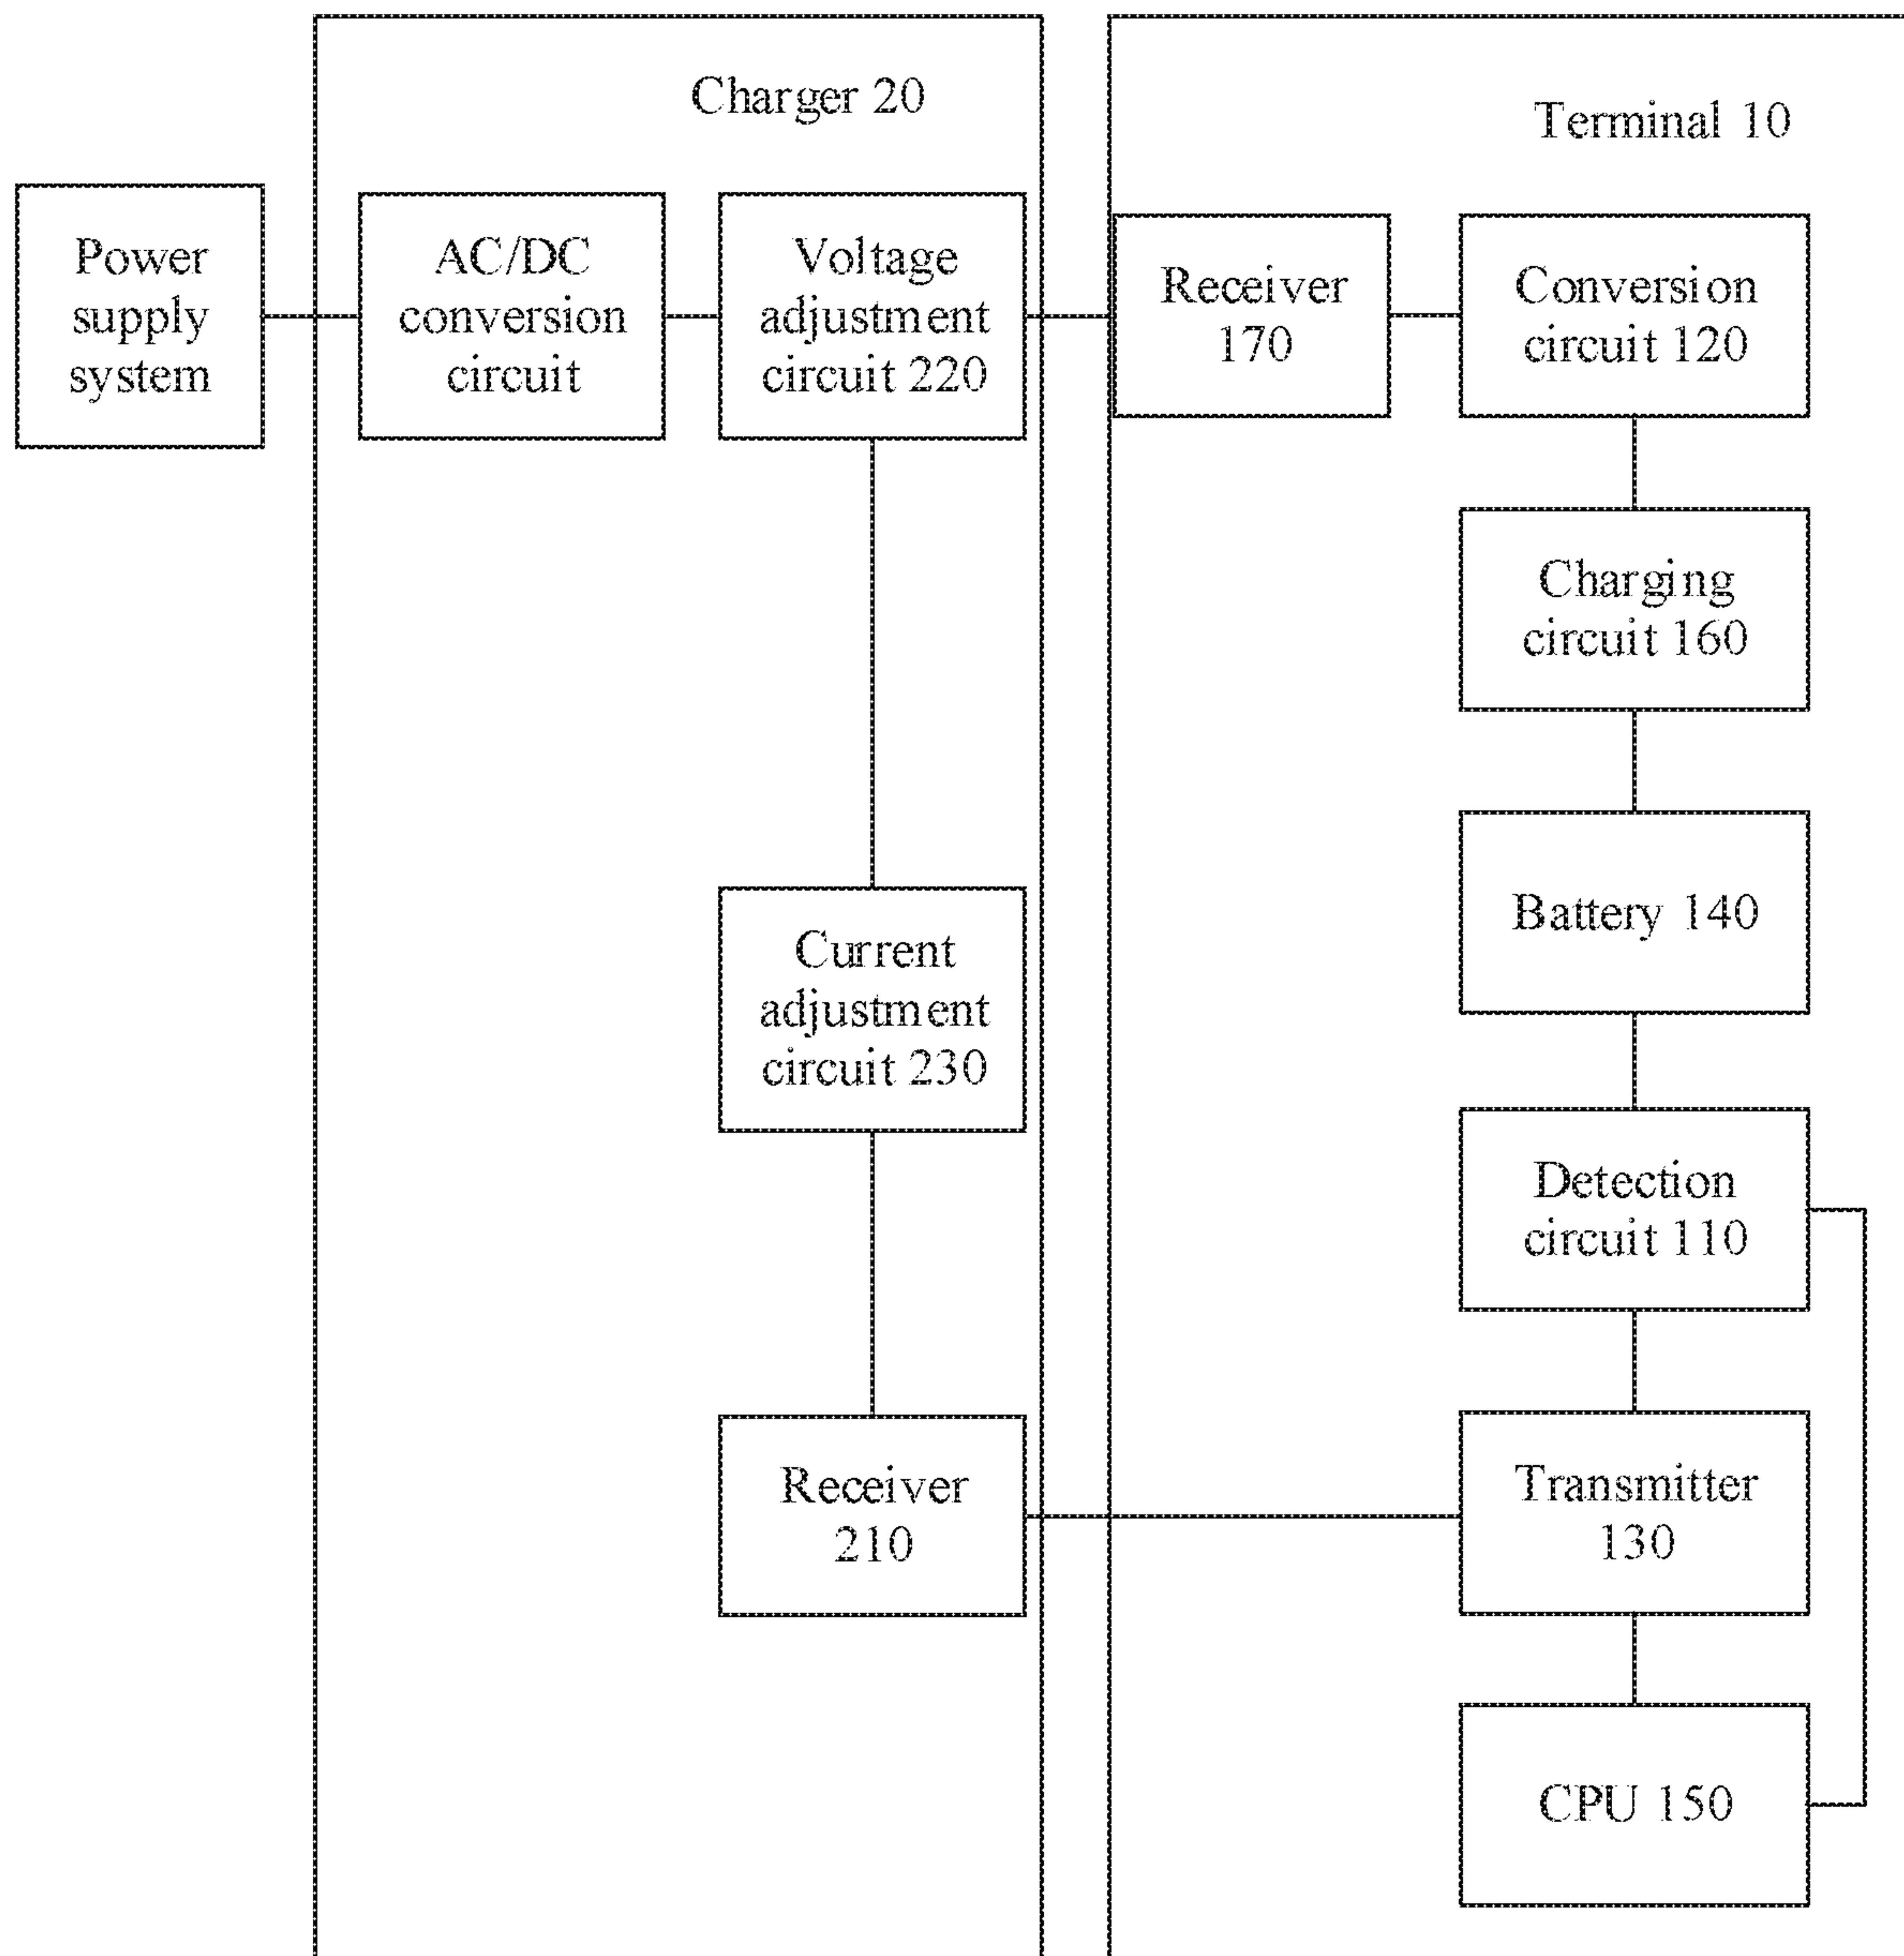 Charger 20
Terminal 10
Power
supply
system
AC/DC
conversion
circuit
Voltage
adjustment
circuit 220
Receiver
170
Conversion
circuit 120
Charging
circuit 160
Battery 140
Current
adjustment
circuit 230
Detection
circuit 110
Receiver
210
Transmitter
130
CPU 150